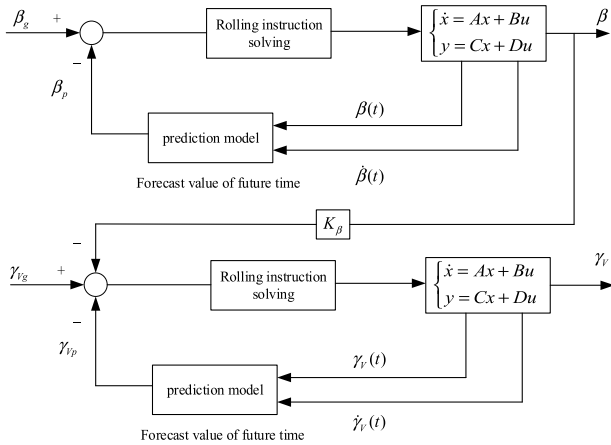 β_g
+
Rolling instruction
solving
ẋ = Ax + Bu
y = Cx + Du
β
−
β_p
prediction model
β(t)
β̇(t)
Forecast value of future time
K_β
−
γ_Vg
+
Rolling instruction
solving
ẋ = Ax + Bu
y = Cx + Du
γ_V
−
γ_Vp
prediction model
γ_V(t)
γ̇_V(t)
Forecast value of future time